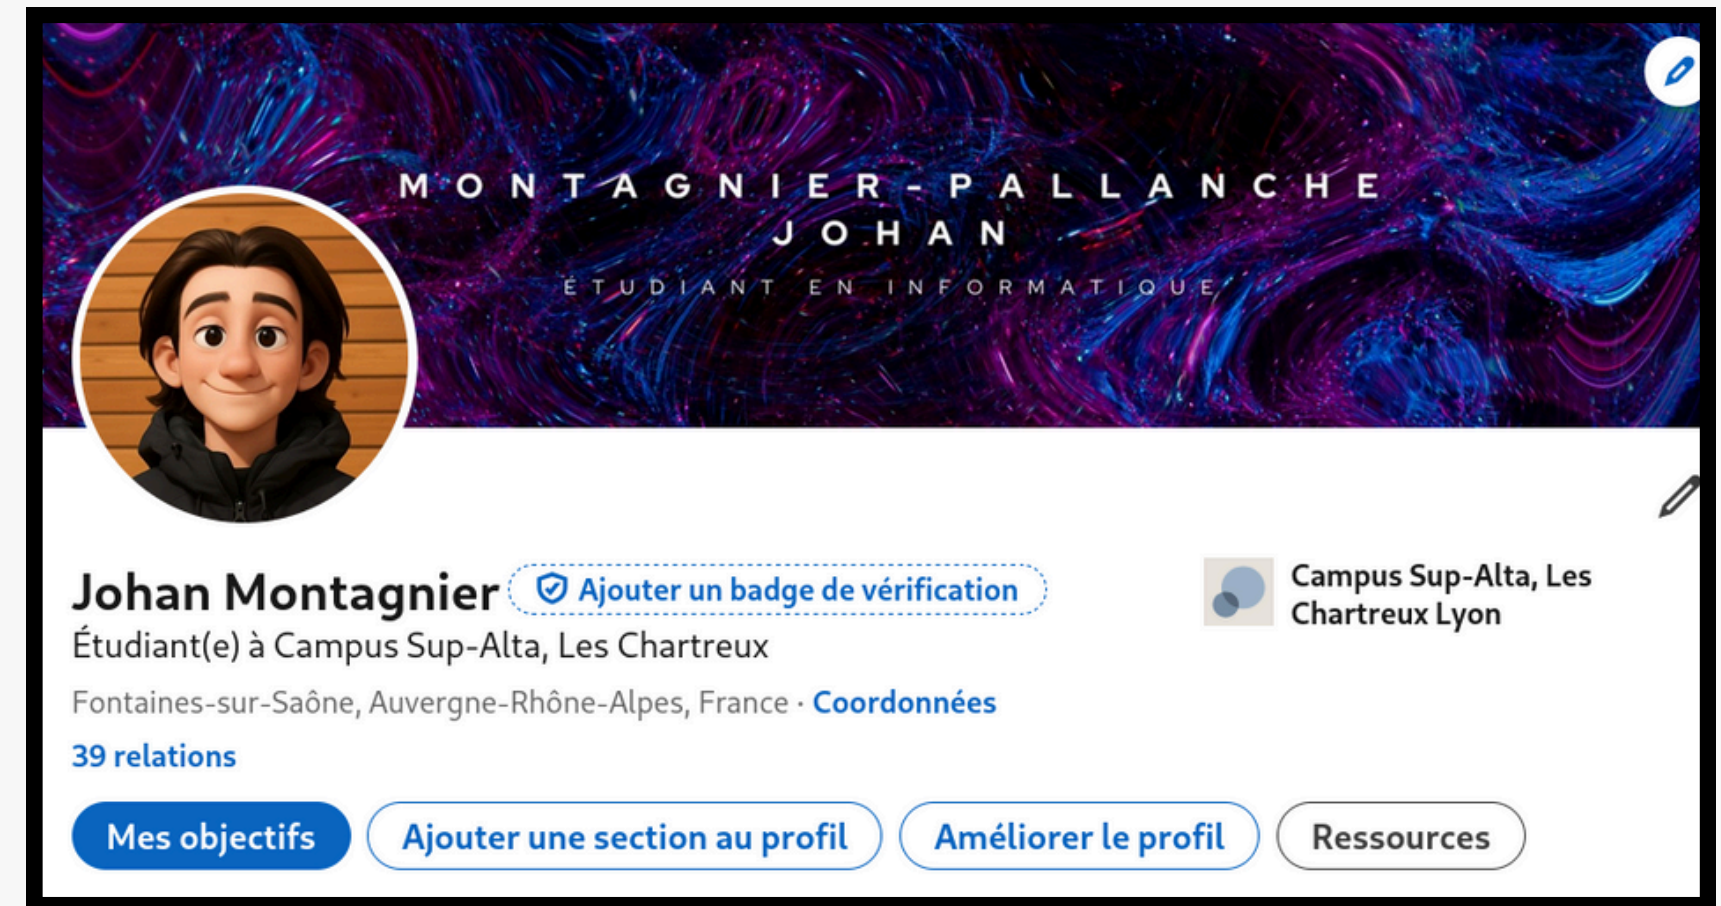 MONTAGNIER-PALLANCHE
JOHAN
ÉTUDIANT EN INFORMATIQUE
Johan Montagnier
Ajouter un badge de vérification
Campus Sup-Alta, Les
Chartreux Lyon
Étudiant(e) à Campus Sup-Alta, Les Chartreux
Fontaines-sur-Saône, Auvergne-Rhône-Alpes, France · Coordonnées
39 relations
Mes objectifs
Ajouter une section au profil
Améliorer le profil
Ressources